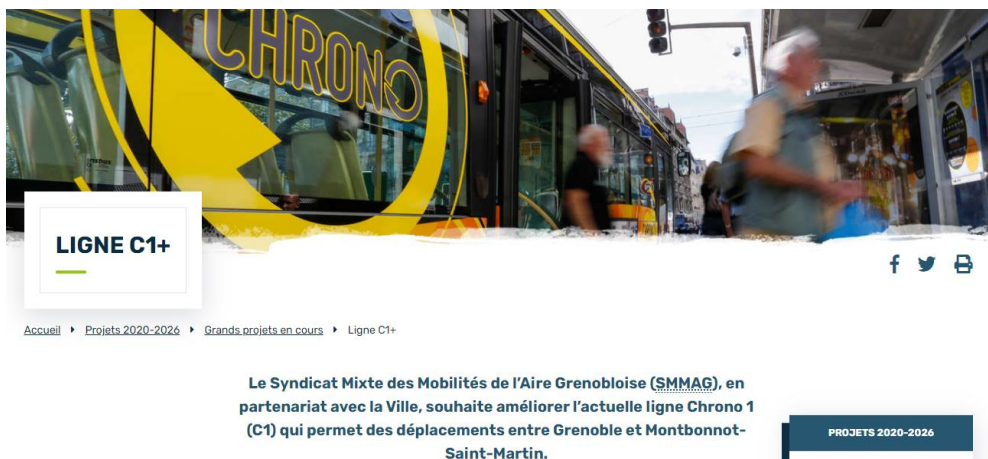 CHRONO
LIGNE C1+
Accueil Projets 2020-2026 Grands projets en cours Ligne C1+
Le Syndicat Mixte des Mobilités de l'Aire Grenobloise (SMMAG), en
partenariat avec la Ville, souhaite améliorer l'actuelle ligne Chrono 1
(C1) qui permet des déplacements entre Grenoble et Montbonnot-
Saint-Martin.
PROJETS 2020-2026